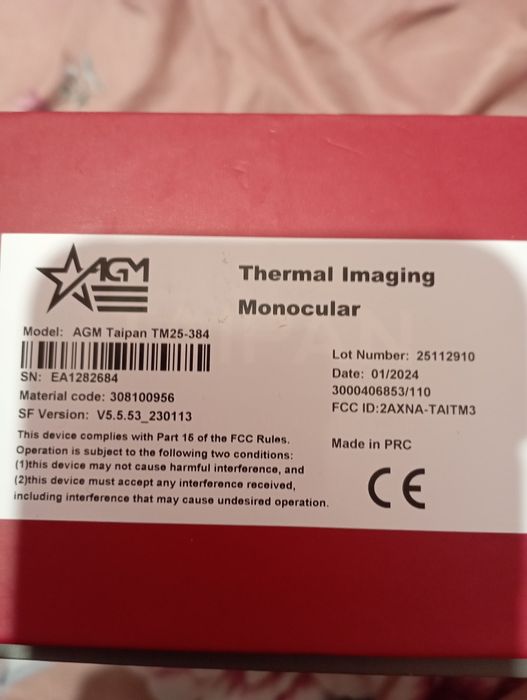 AGM
Thermal Imaging
Monocular
Model: AGM Taipan TM25-384
SN: EA1282684
Material code: 308100956
SF Version: V5.5.53_230113
Lot Number: 25112910
Date: 01/2024
3000406853/110
FCC ID:2AXNA-TAITM3
This device complies with Part 15 of the FCC Rules.
Operation is subject to the following two conditions:
(1)this device may not cause harmful interference, and
(2)this device must accept any interference received,
including interference that may cause undesired operation.
Made in PRC
CE